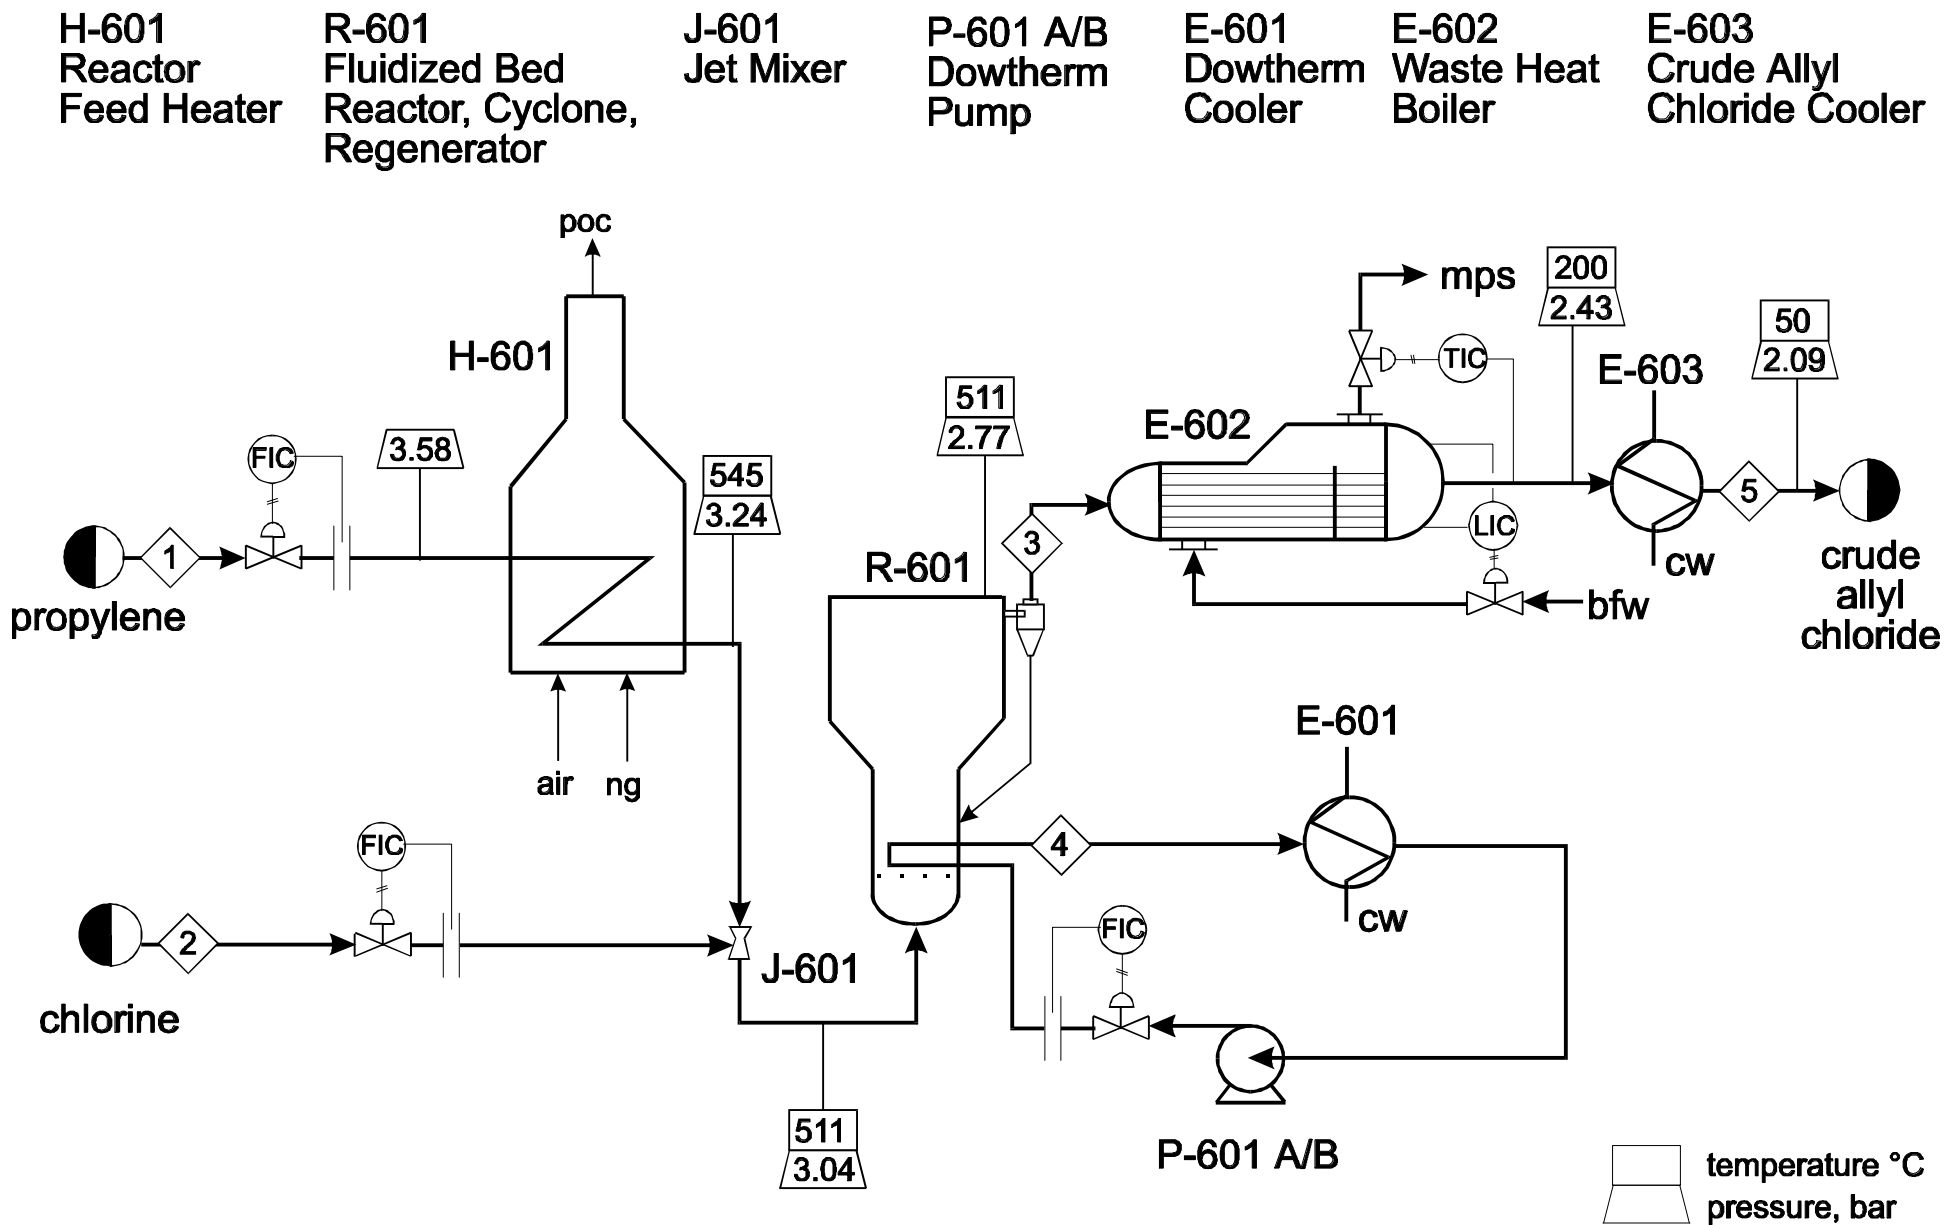 H-601
Reactor
Feed Heater
R-601
Fluidized Bed
Reactor, Cyclone,
Regenerator
J-601
Jet Mixer
P-601 A/B
Dowtherm
Pump
E-601
Dowtherm
Cooler
E-602
Waste Heat
Boiler
E-603
Crude Allyl
Chloride Cooler
poc
H-601
FIC
3.58
545
3.24
1
propylene
air
ng
FIC
2
chlorine
J-601
511
3.04
R-601
511
2.77
3
E-602
mps
TIC
200
2.43
LIC
bfw
E-603
cw
50
2.09
5
crude
allyl
chloride
4
E-601
cw
FIC
P-601 A/B
temperature °C
pressure, bar